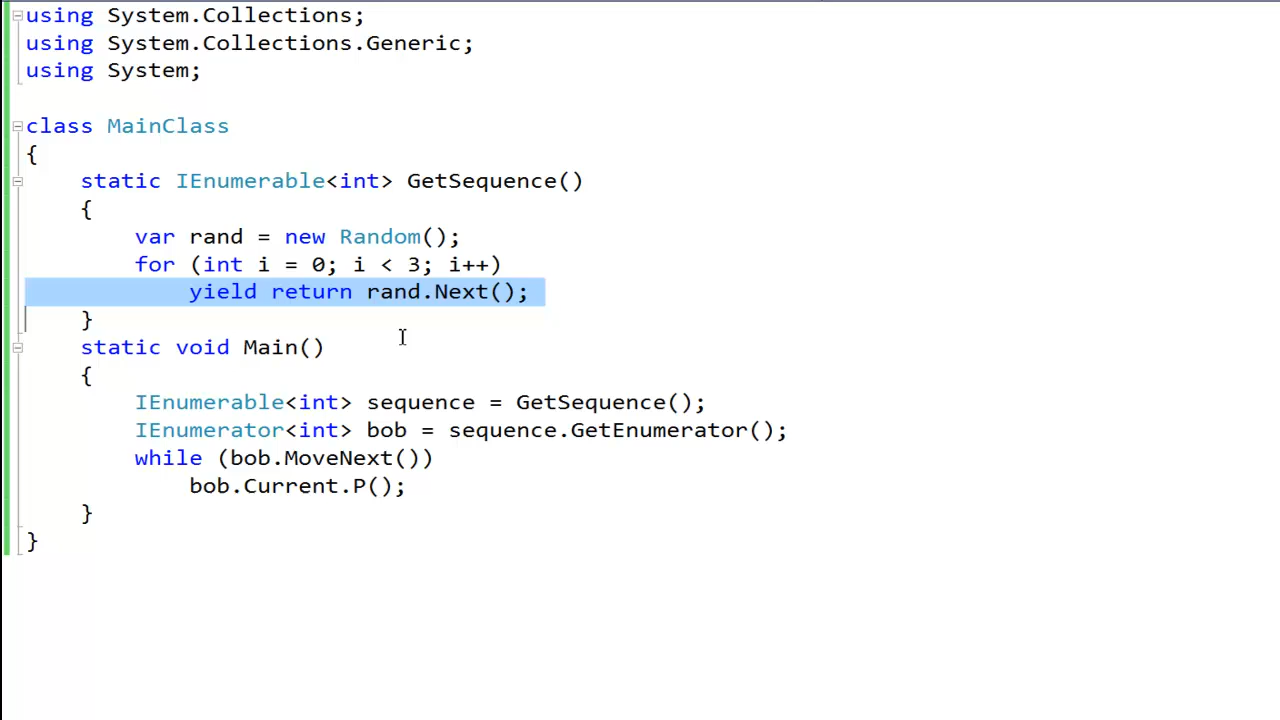 using System.Collections;
using System.Collections.Generic;
using System;
class MainClass
{
static IEnumerable<int> GetSequence()
{
var rand = new Random();
for (int i = 0; i < 3; i++)
yield return rand.Next();
}
static void Main()
{
IEnumerable<int> sequence = GetSequence();
IEnumerator<int> bob = sequence.GetEnumerator();
while (bob.MoveNext())
bob.Current.P();
}
}